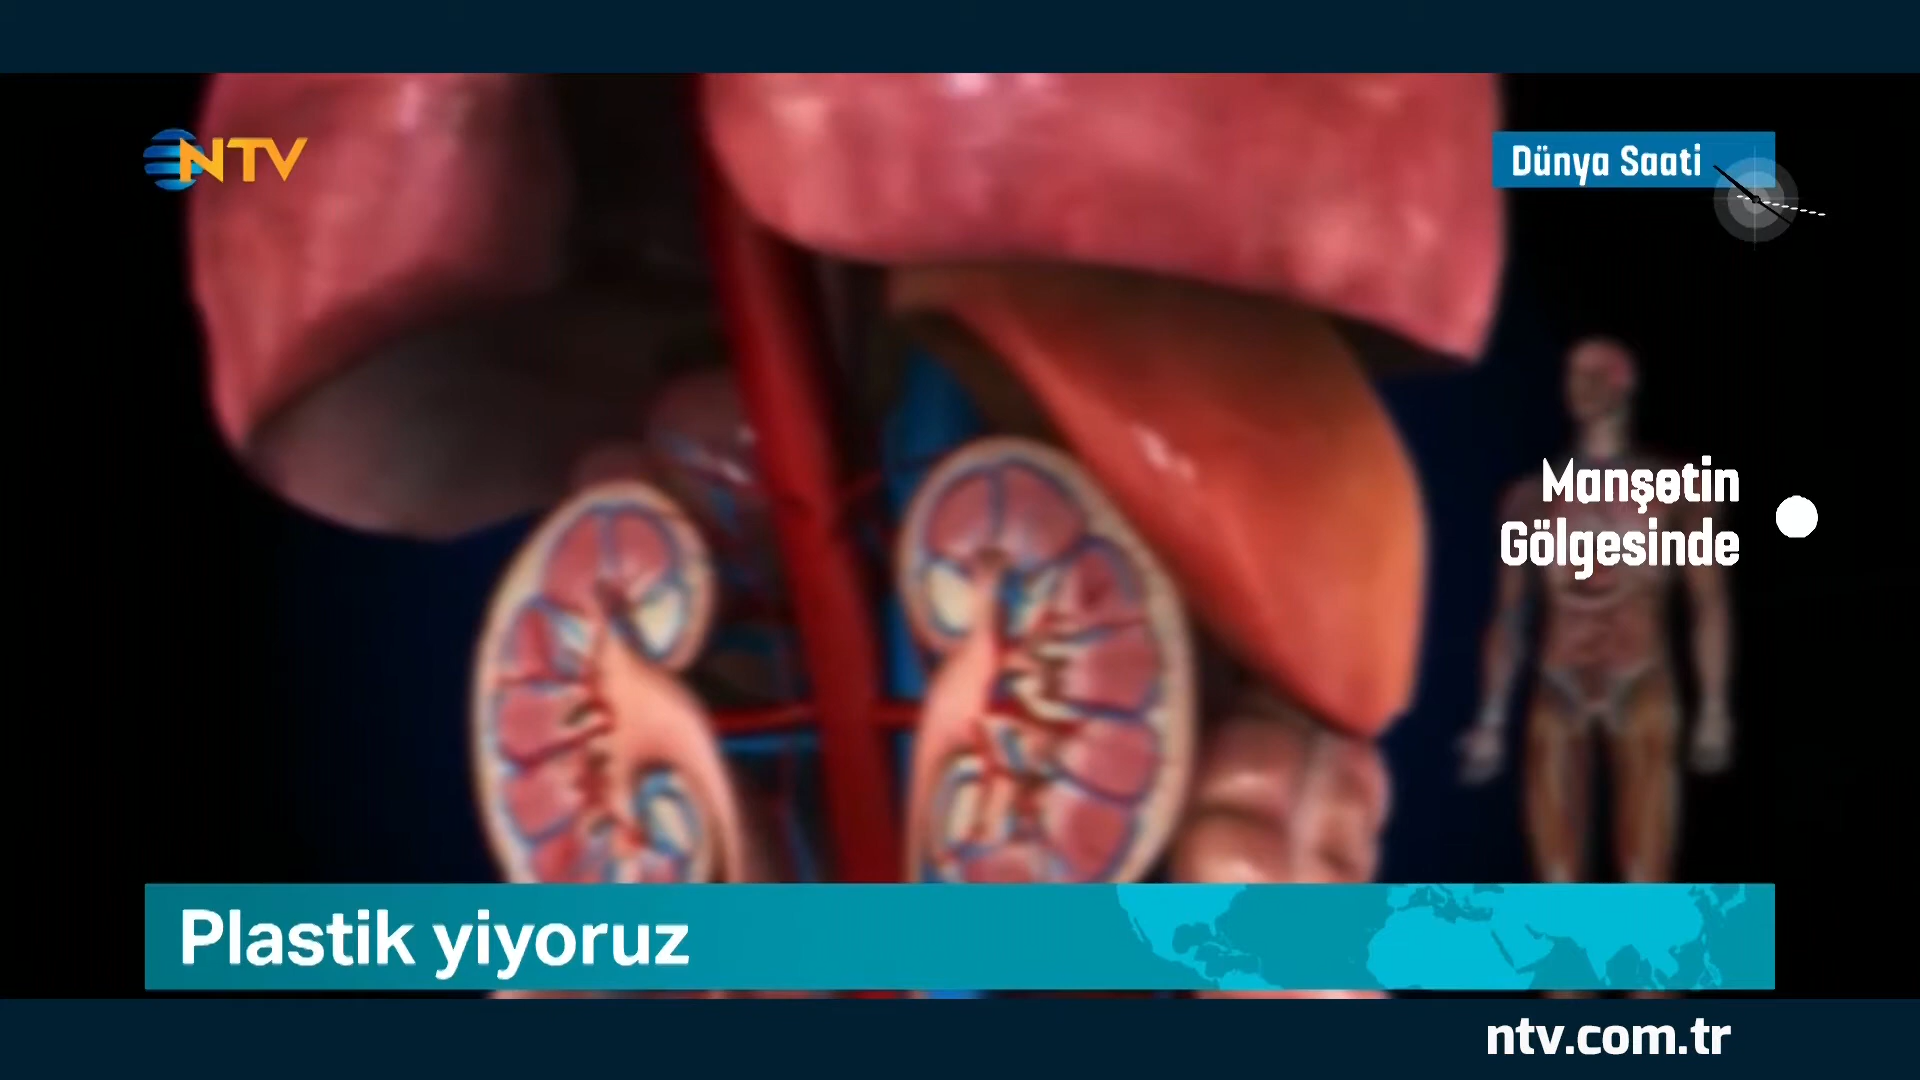 NTV
Dünya Saati
Manşetin
Gölgesinde
Plastik yiyoruz
ntv.com.tr